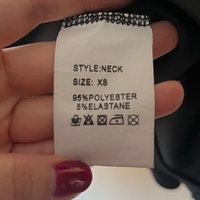 STYLE:NECK
SIZE: XS
95%POLYESTER
5%ELASTANE